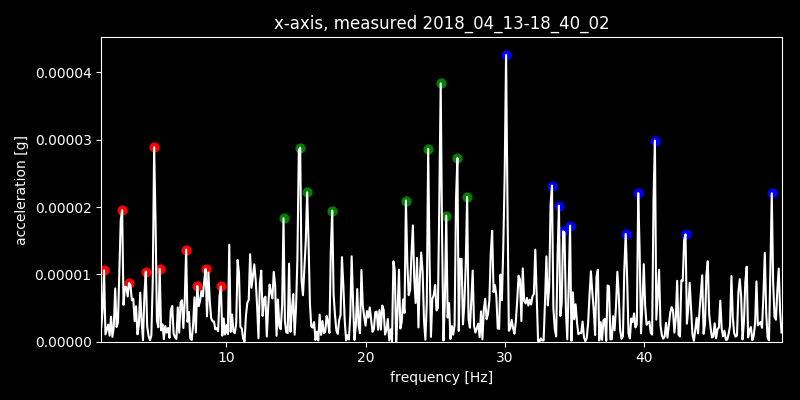 x-axis, measured 2018_04_13-18_40_02
0.00004
0.00003
0.00002
0.00001
0.00000
acceleration [g]
10 20 30 40
frequency [Hz]